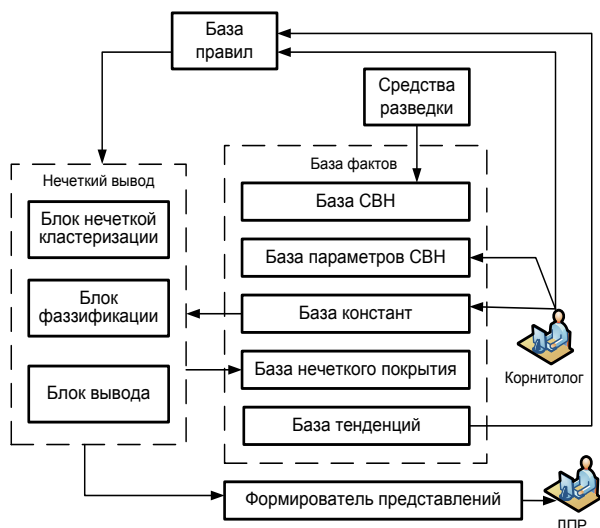 База
правил
Средства
разведки
Нечеткий вывод
База фактов
Блок нечеткой
кластеризации
База СВН
База параметров СВН
Блок
фаззификации
База констант
База нечеткого покрытия
Корнитолог
Блок вывода
База тенденций
Формирователь представлений
ЛПР